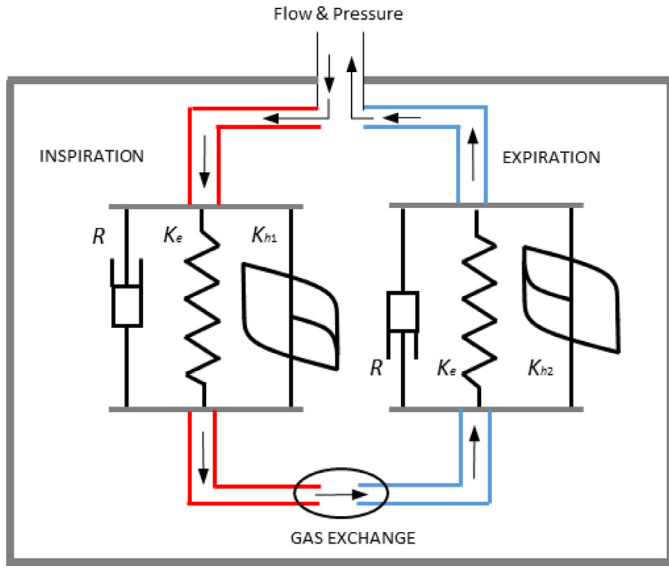 Flow & Pressure
INSPIRATION
EXPIRATION
R
Ke
Kh1
R
Ke
Kh2
GAS EXCHANGE